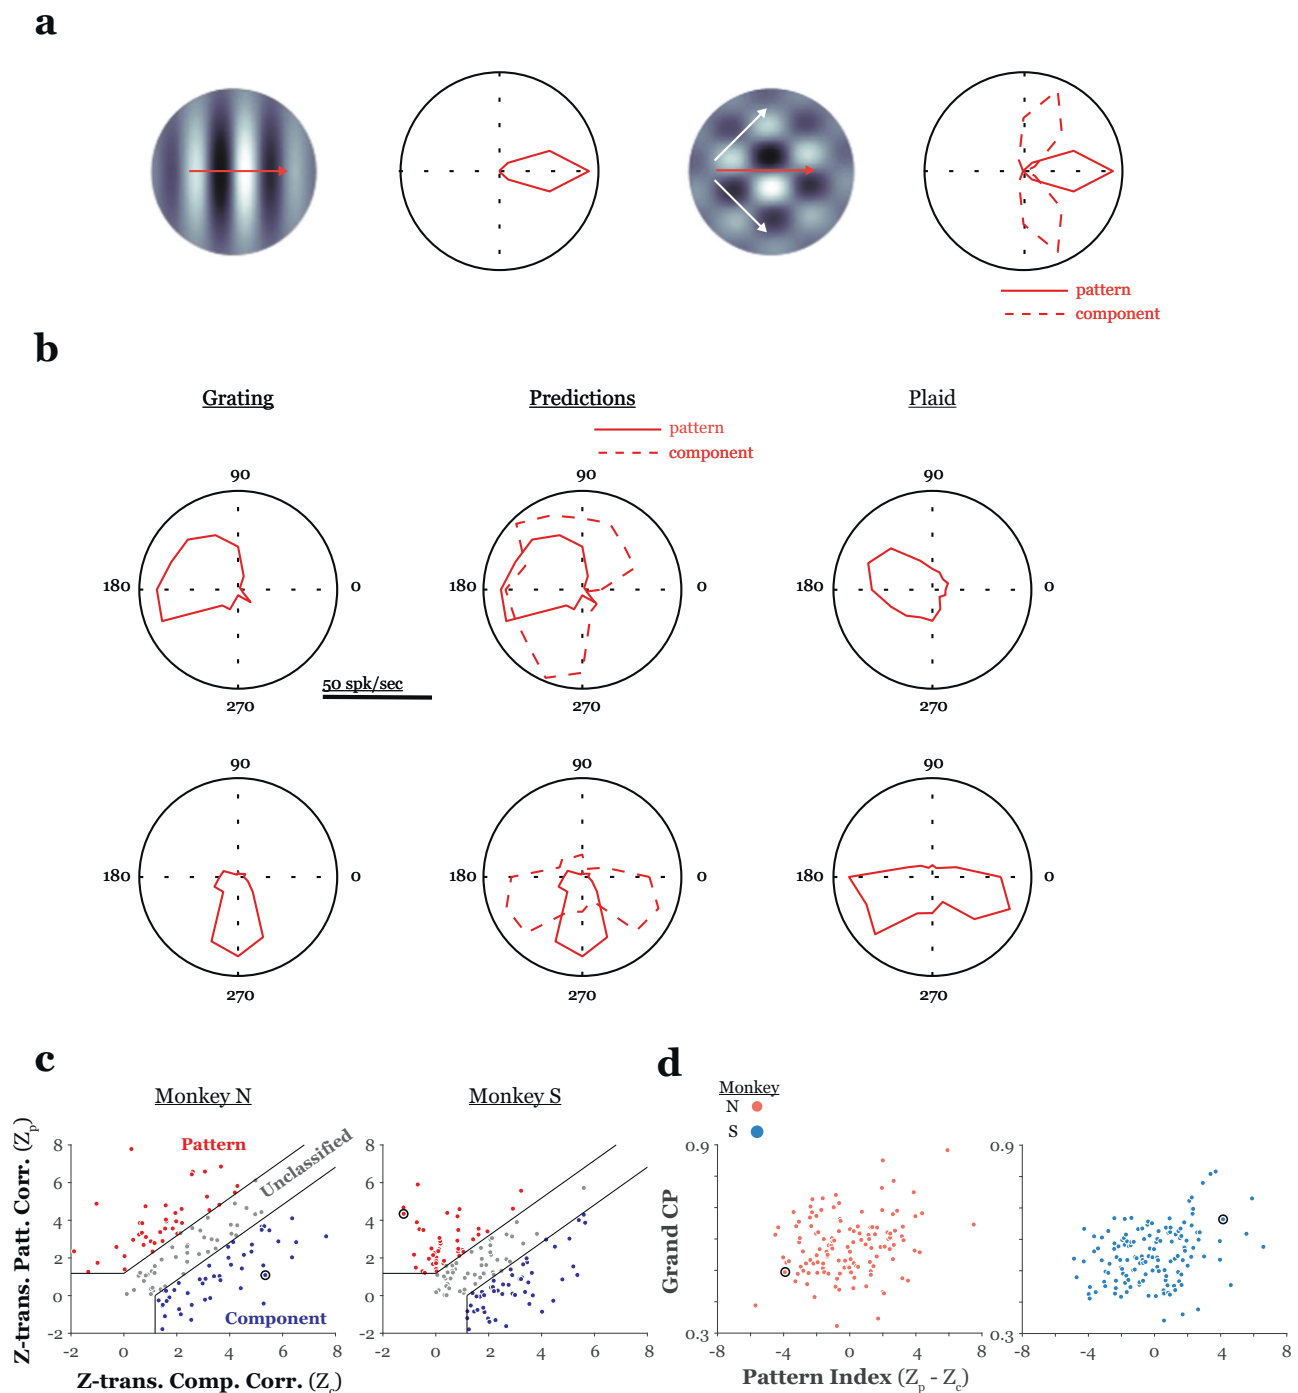 a
pattern
component
b
Grating
Predictions
Plaid
pattern
component
90
90
90
180
0
180
0
180
0
50 spk/sec
270
270
270
90
90
90
180
0
180
0
180
0
270
270
270
c
d
Monkey N
Monkey S
Monkey
N
S
Z-trans. Patt. Corr. (Zp)
8
6
4
2
0
-2
-2
0
2
4
6
8
Pattern
Unclassified
Component
8
6
4
2
0
-2
-2
0
2
4
6
8
Z-trans. Comp. Corr. (Zc)
Grand CP
0.9
0.3
-8
-4
0
4
8
0.9
0.3
-8
-4
0
4
8
Pattern Index (Zp - Zc)